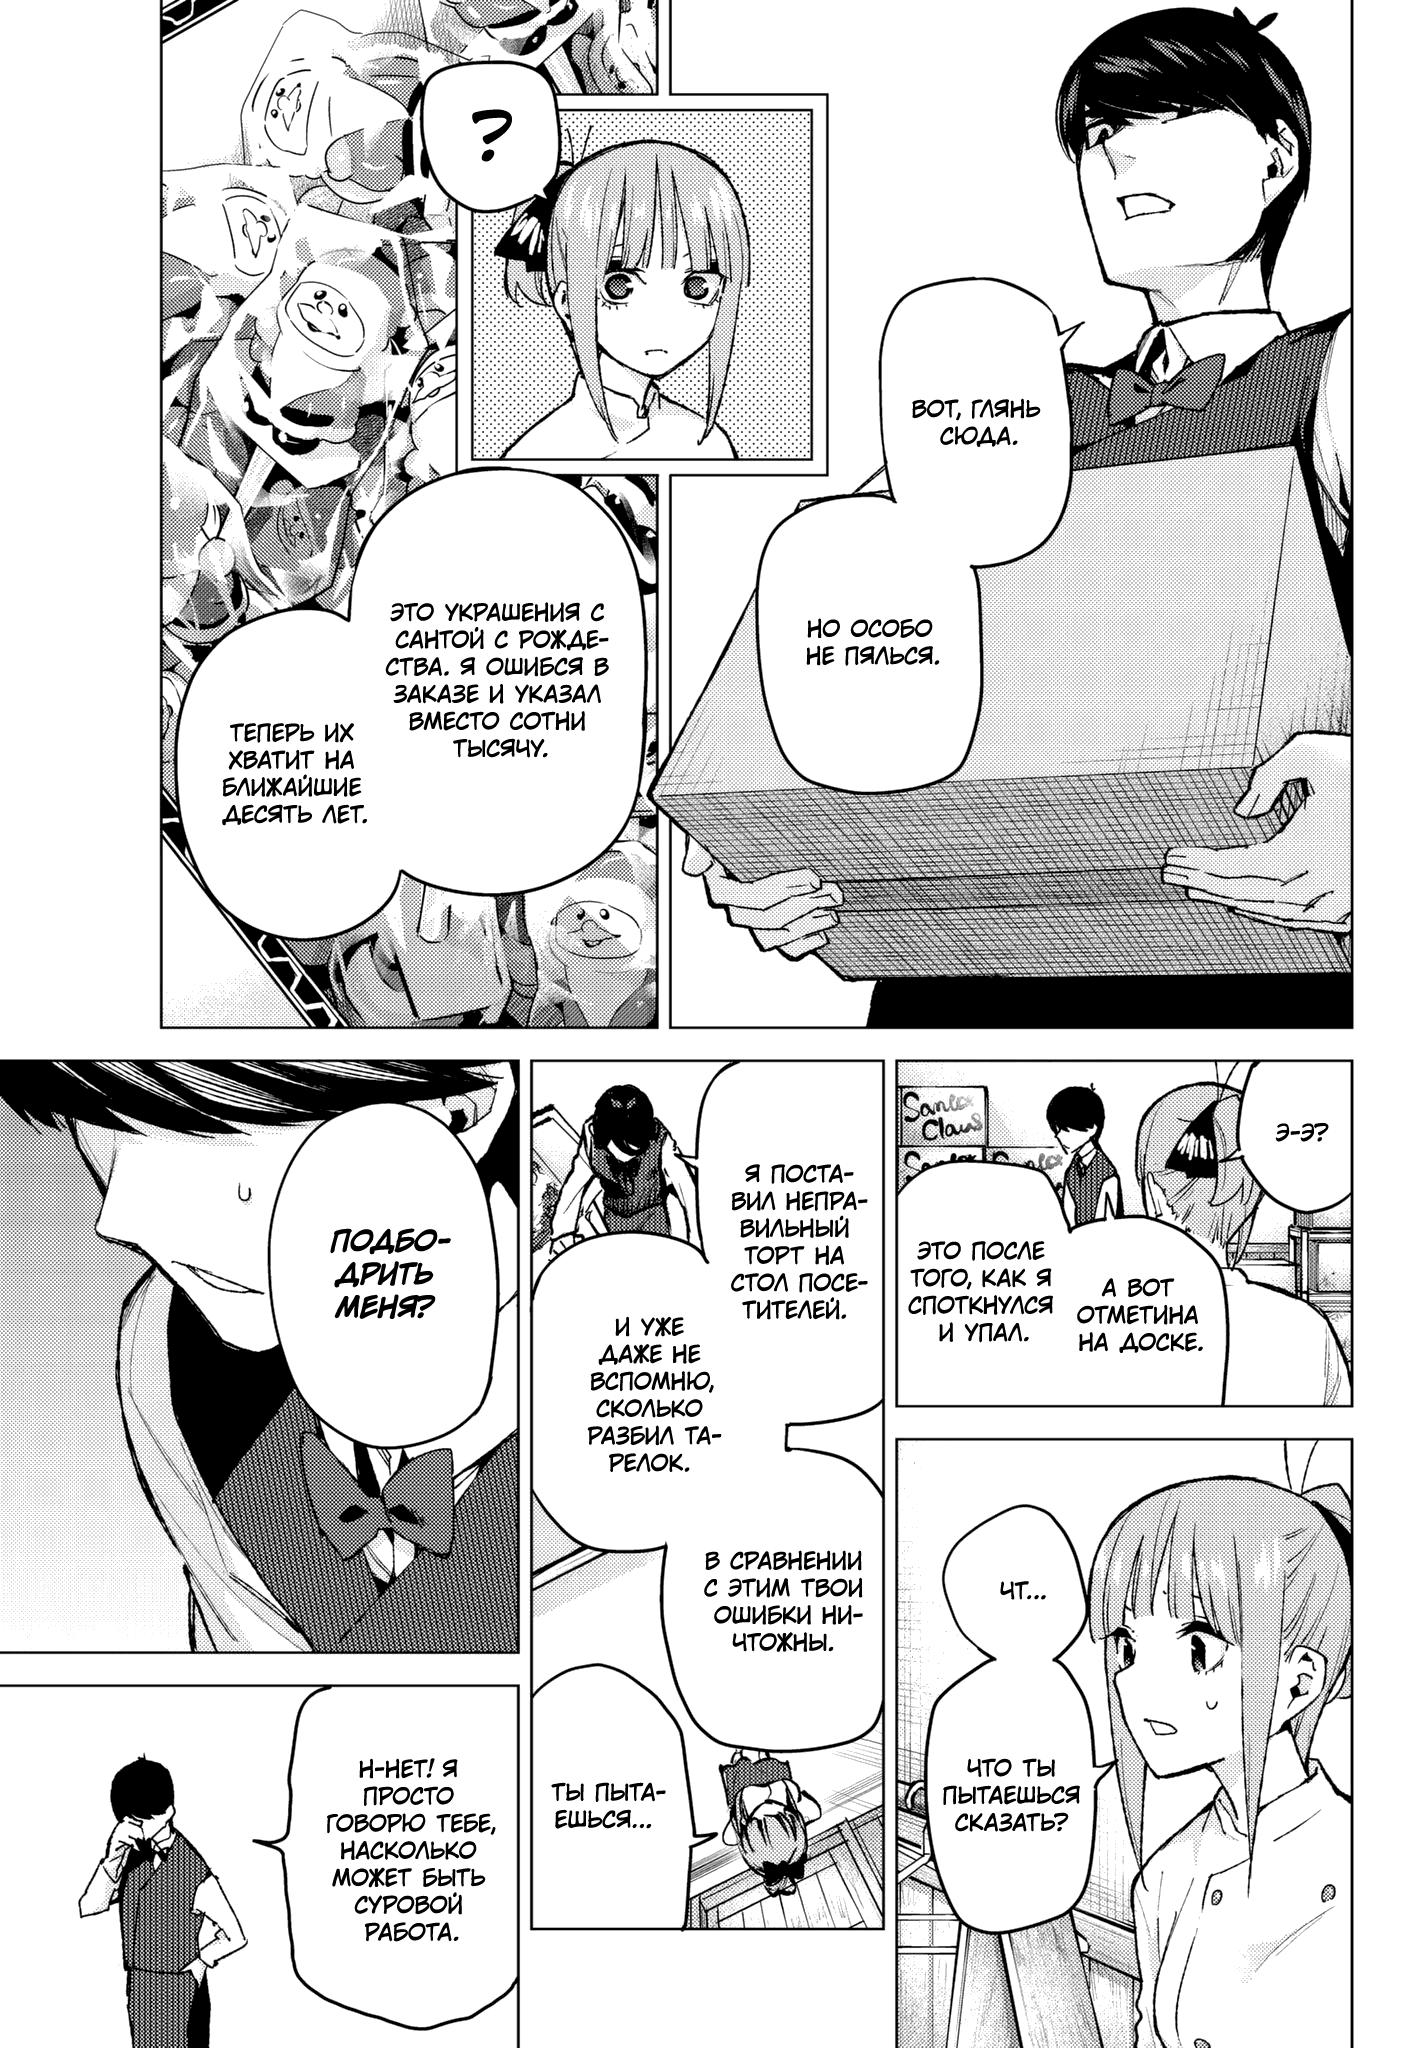 ВОТ, ГЛЯНЬ
СЮДА.
НО ОСОБО
НЕ ПЯЛЬСЯ.
?
ЭТО УКРАШЕНИЯ С
САНТОЙ С РОЖДЕ-
СТВА. Я ОШИБСЯ В
ЗАКАЗЕ И УКАЗАЛ
ВМЕСТО СОТНИ
ТЫСЯЧУ.
ТЕПЕРЬ ИХ
ХВАТИТ НА
БЛИЖАЙШИЕ
ДЕСЯТЬ ЛЕТ.
Э-Э?
Santa
Claus
А ВОТ
ОТМЕТИНА
НА ДОСКЕ.
ЭТО ПОСЛЕ
ТОГО, КАК Я
СПОТКНУЛСЯ
И УПАЛ.
ЧТ...
ЧТО ТЫ
ПЫТАЕШЬСЯ
СКАЗАТЬ?
Я ПОСТА-
ВИЛ НЕПРА-
ВИЛЬНЫЙ
ТОРТ НА
СТОЛ ПОСЕ-
ТИТЕЛЕЙ.
И УЖЕ
ДАЖЕ НЕ
ВСПОМНЮ,
СКОЛЬКО
РАЗБИЛ ТА-
РЕЛОК.
В СРАВНЕНИИ
С ЭТИМ ТВОИ
ОШИБКИ НИ-
ЧТОЖНЫ.
ТЫ ПЫТА-
ЕШЬСЯ...
ПОДБО-
ДРИТЬ
МЕНЯ?
Н-НЕТ! Я
ПРОСТО
ГОВОРЮ ТЕБЕ,
НАСКОЛЬКО
МОЖЕТ БЫТЬ
СУРОВОЙ
РАБОТА.